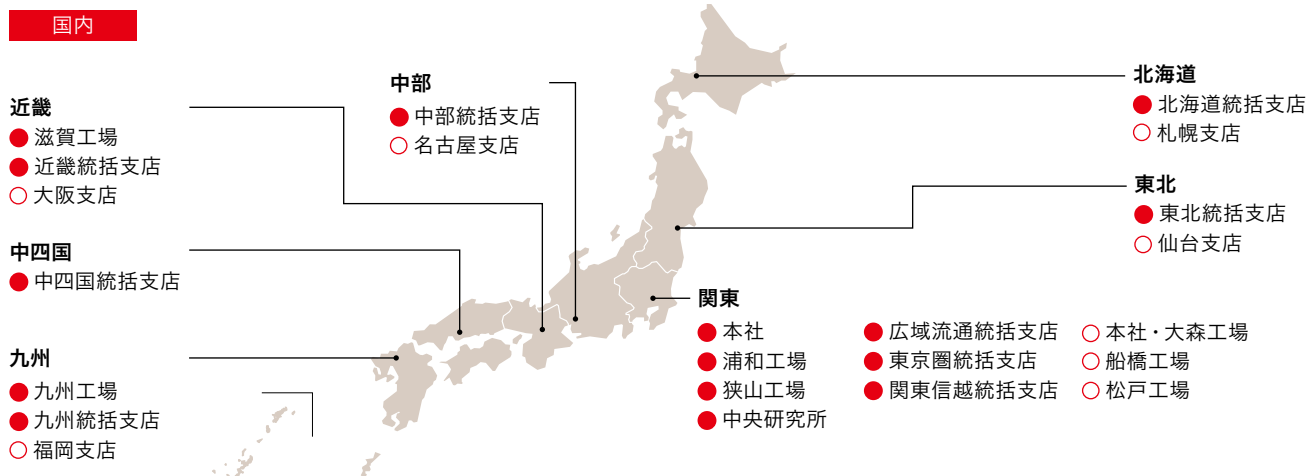 国内
近畿
滋賀工場
近畿統括支店
大阪支店
中四国
中四国統括支店
九州
九州工場
九州統括支店
福岡支店
中部
中部統括支店
名古屋支店
北海道
北海道統括支店
札幌支店
東北
東北統括支店
仙台支店
関東
本社
浦和工場
狭山工場
中央研究所
広域流通統括支店
東京圏統括支店
関東信越統括支店
本社・大森工場
船橋工場
松戸工場